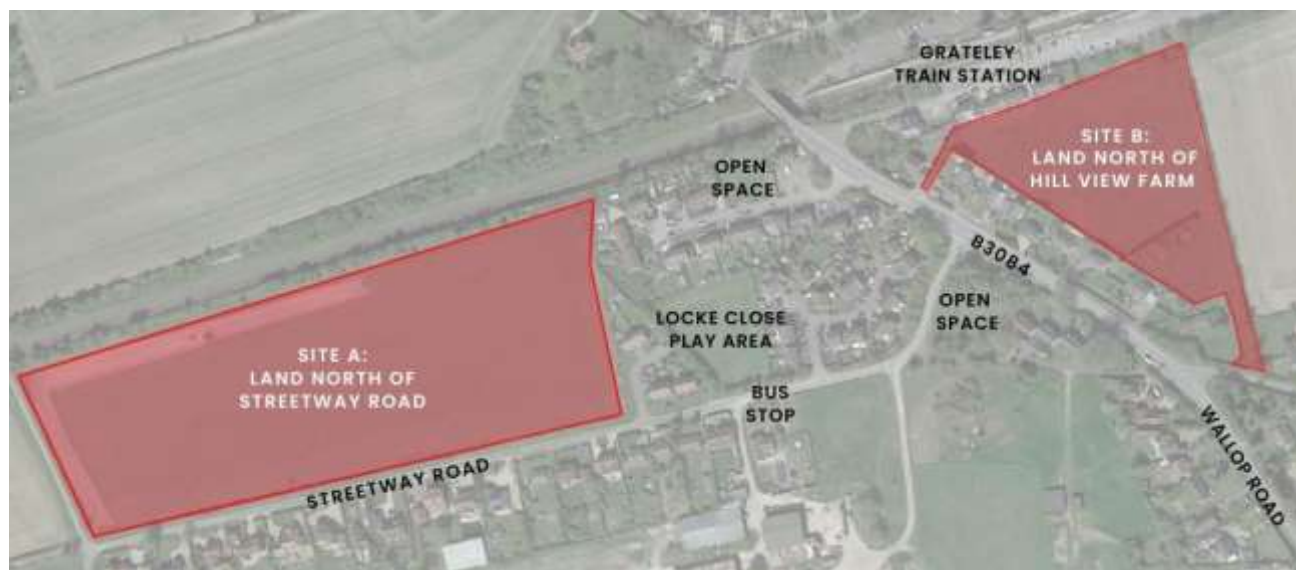 GRATELEY
TRAIN STATION
SITE B:
LAND NORTH OF
HILL VIEW FARM
OPEN
SPACE
B3084
OPEN
SPACE
LOCKE CLOSE
PLAY AREA
SITE A:
LAND NORTH OF
STREETWAY ROAD
BUS
STOP
STREETWAY ROAD
WALLOP ROAD